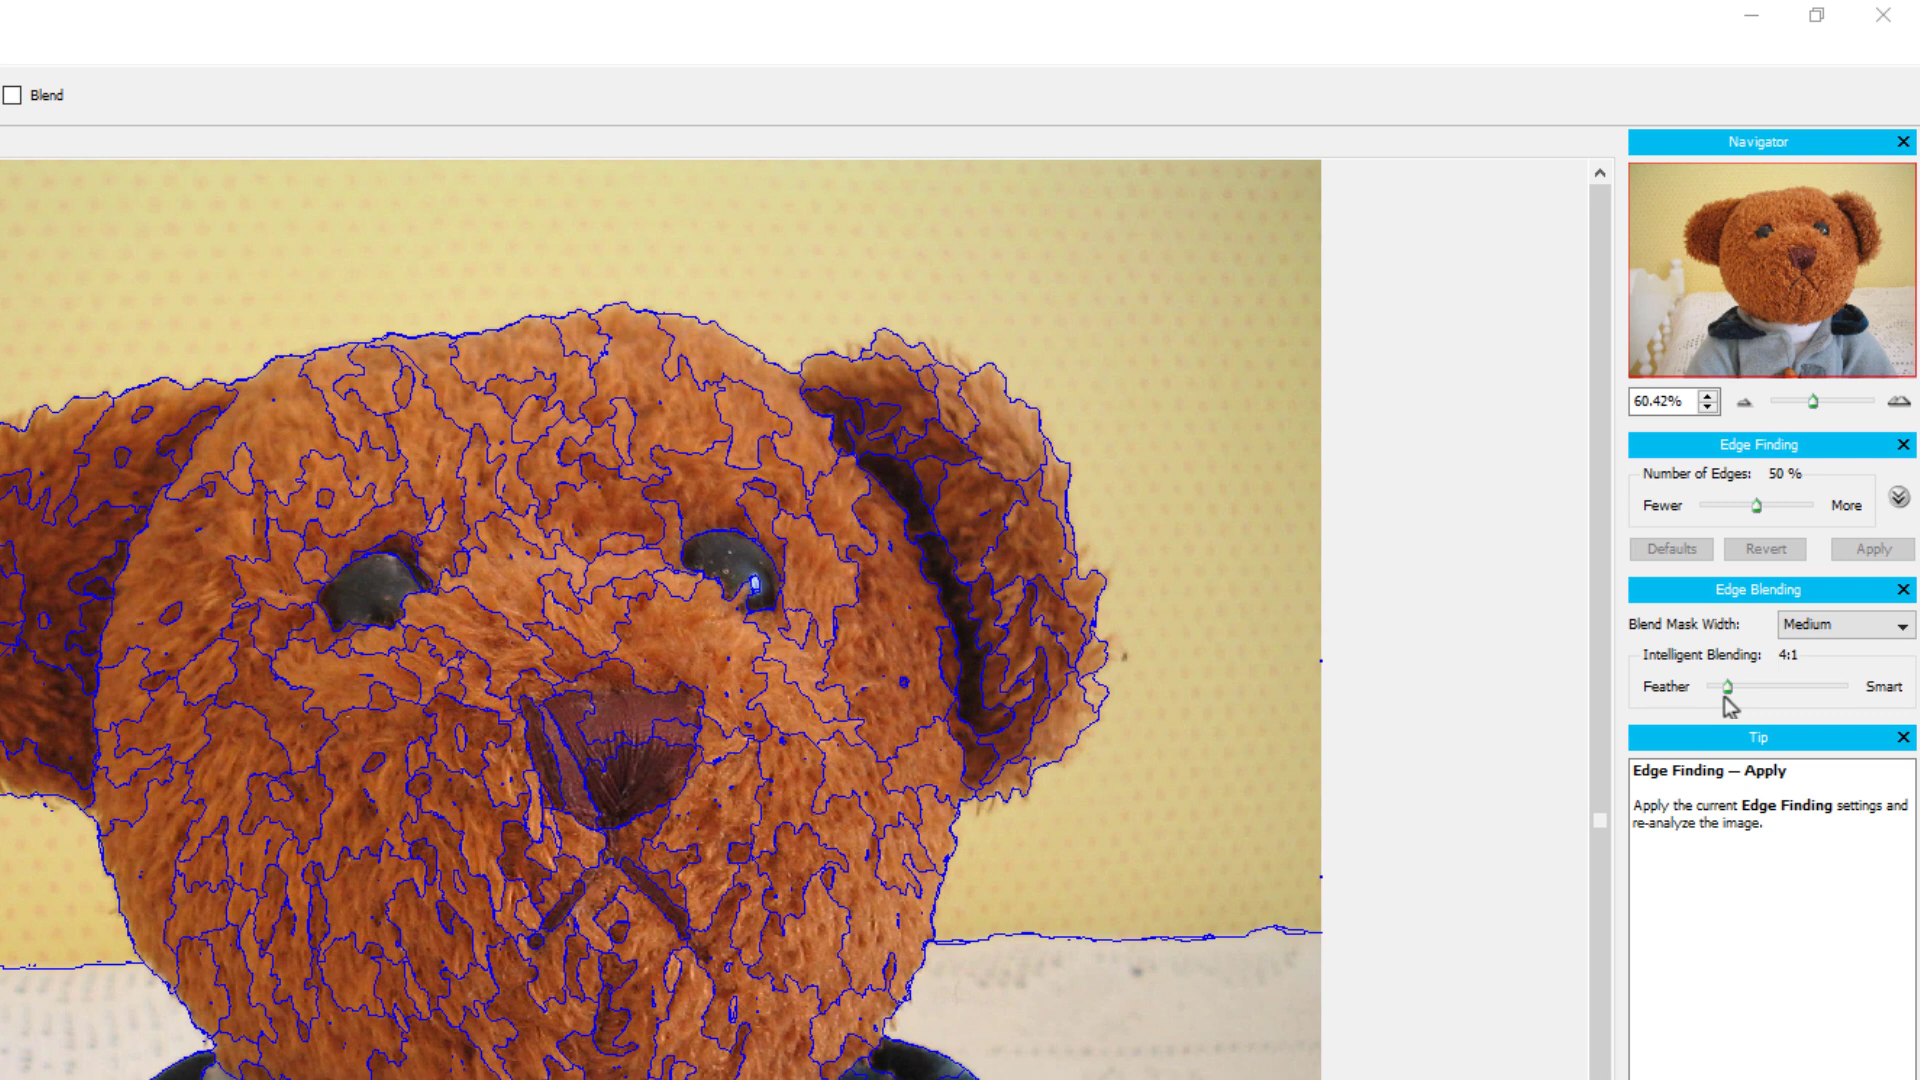 Blend
Navigator
60.42%
Edge Finding
Number of Edges: 50 %
Fewer More
Defaults Revert Apply
Edge Blending
Blend Mask Width: Medium
Intelligent Blending: 4:1
Feather Smart
Tip
Edge Finding — Apply
Apply the current Edge Finding settings and
re-analyze the image.